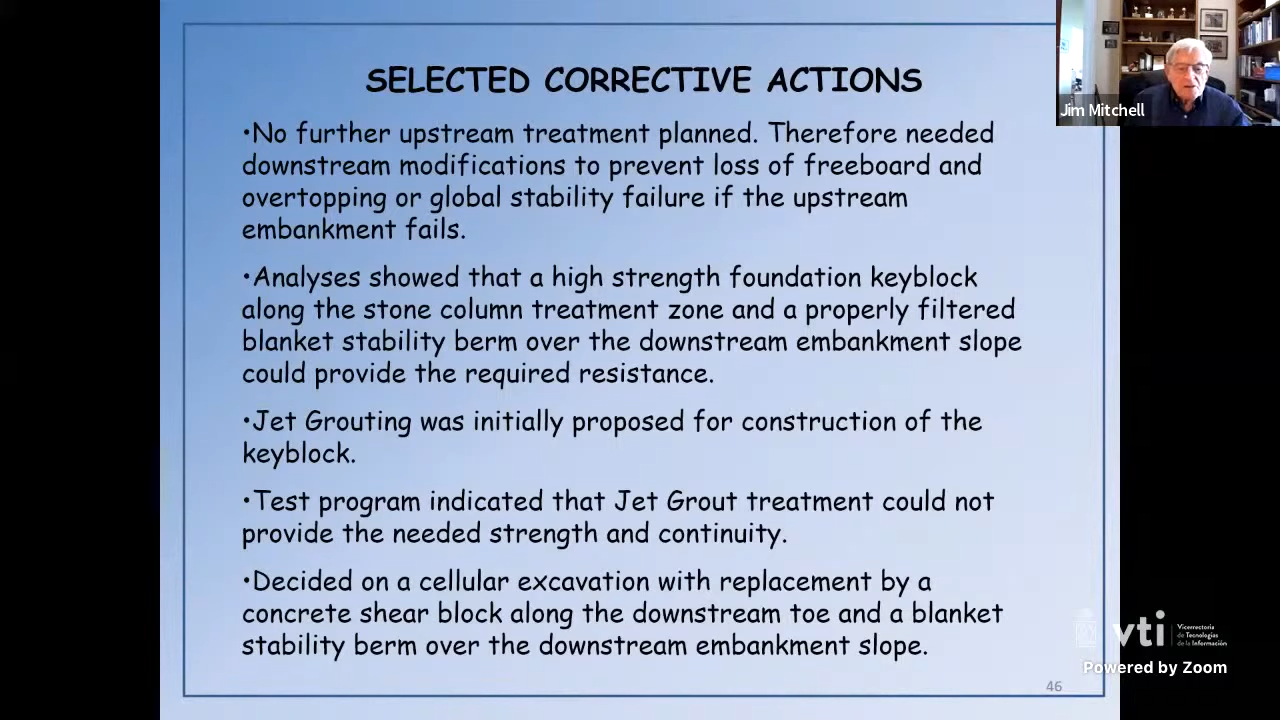 SELECTED CORRECTIVE ACTIONS
•No further upstream treatment planned. Therefore needed
downstream modifications to prevent loss of freeboard and
overtopping or global stability failure if the upstream
embankment fails.
•Analyses showed that a high strength foundation keyblock
along the stone column treatment zone and a properly filtered
blanket stability berm over the downstream embankment slope
could provide the required resistance.
•Jet Grouting was initially proposed for construction of the
keyblock.
•Test program indicated that Jet Grout treatment could not
provide the needed strength and continuity.
•Decided on a cellular excavation with replacement by a
concrete shear block along the downstream toe and a blanket
stability berm over the downstream embankment slope.
46
Jim Mitchell
vti
Vicerrectoría
de Tecnologías
de la Información
Powered by Zoom